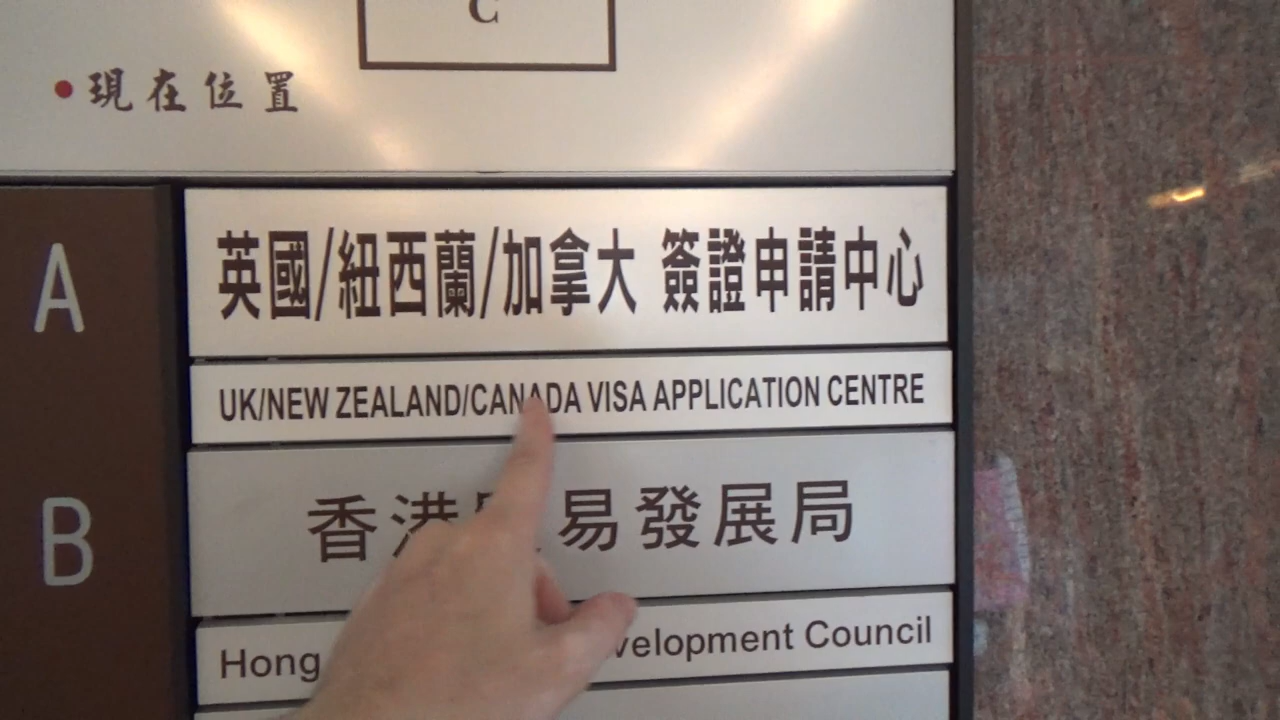 C
現在位置
A
英國/紐西蘭/加拿大 簽證申請中心
UK/NEW ZEALAND/CANADA VISA APPLICATION CENTRE
B
香港易發展局
Hong velopment Council